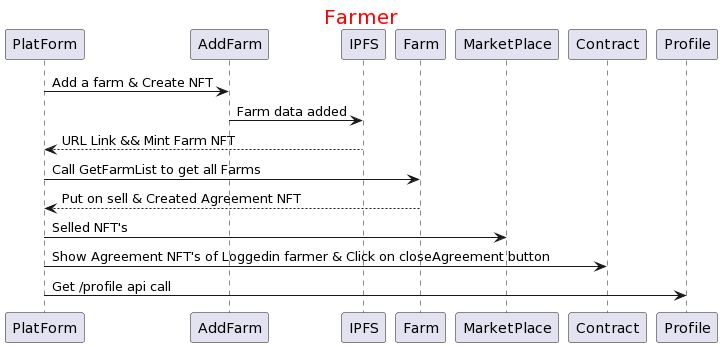 Farmer
PlatForm AddFarm IPFS Farm MarketPlace Contract Profile
Add a farm & Create NFT
Farm data added
URL Link && Mint Farm NFT
Call GetFarmList to get all Farms
Put on sell & Created Agreement NFT
Selled NFT's
Show Agreement NFT's of Loggedin farmer & Click on closeAgreement button
Get /profile api call
PlatForm AddFarm IPFS Farm MarketPlace Contract Profile